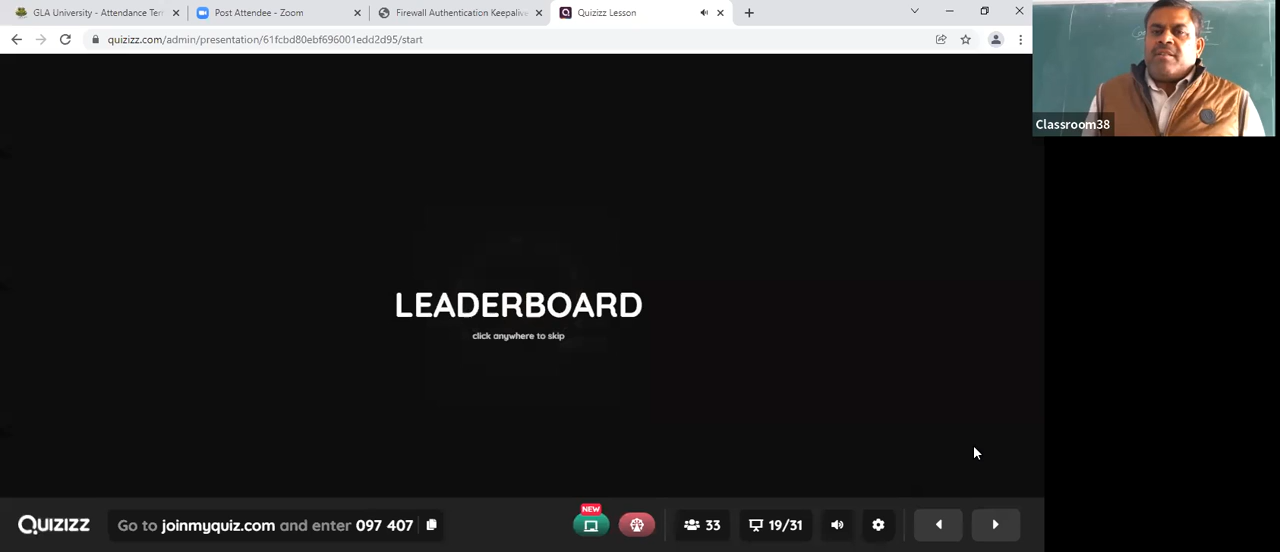 GLA University - Attendance Ter
Post Attendee - Zoom
Firewall Authentication Keepalive
Quizizz Lesson
quizizz.com/admin/presentation/61fcbd80ebf696001edd2d95/start
Classroom38
LEADERBOARD
click anywhere to skip
Quizizz
Go to joinmyquiz.com and enter 097 407
NEW
33
19/31